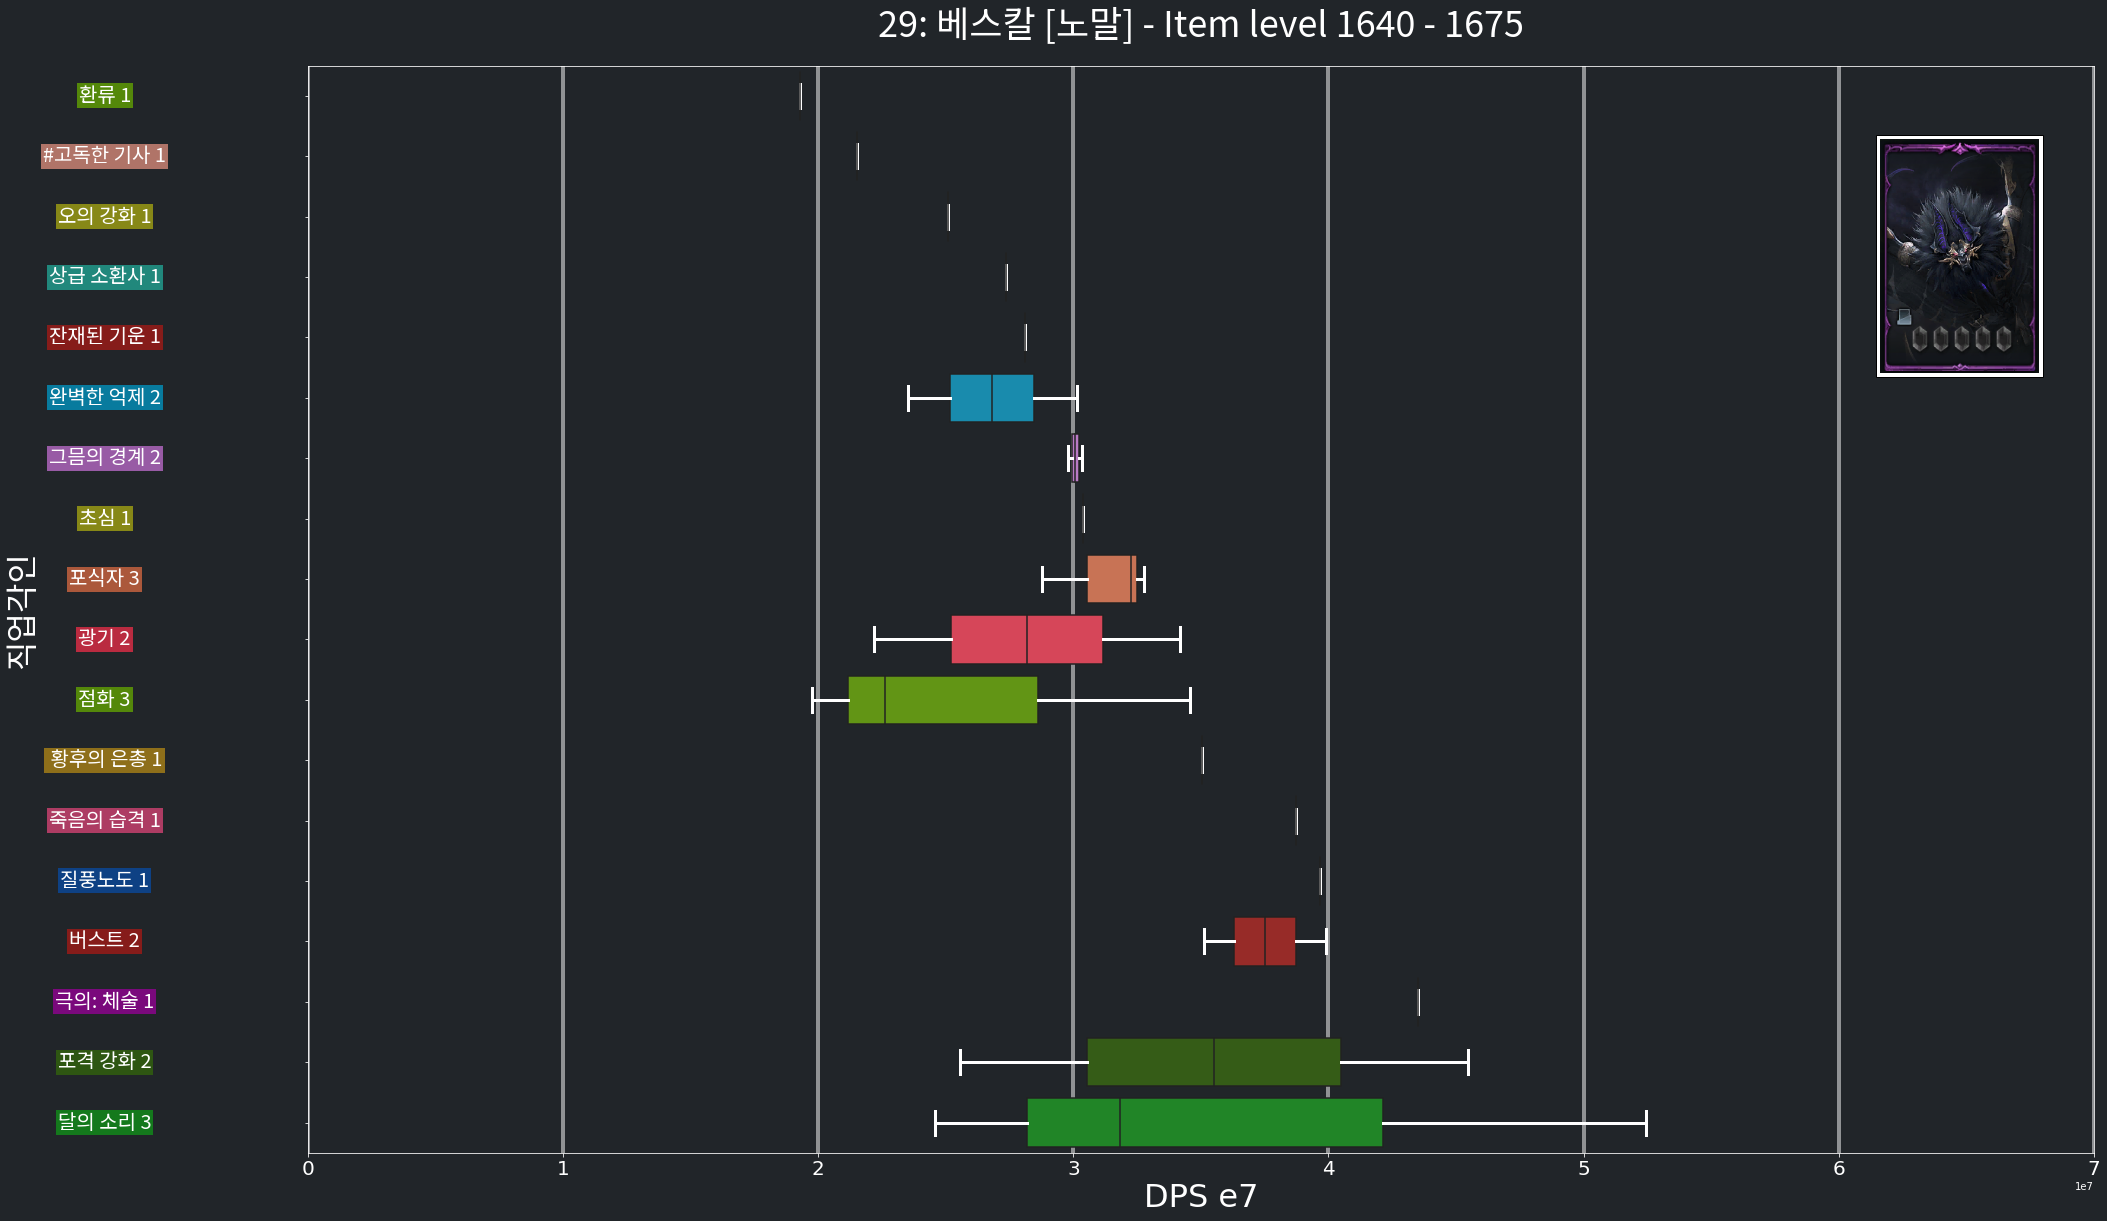 29: 베스칼 [노말] - Item level 1640 - 1675
직업각인
환류 1
#고독한 기사 1
오의 강화 1
상급 소환사 1
잔재된 기운 1
완벽한 억제 2
그믐의 경계 2
초심 1
포식자 3
광기 2
점화 3
황후의 은총 1
죽음의 습격 1
질풍노도 1
버스트 2
극의: 체술 1
포격 강화 2
달의 소리 3
0 1 2 3 4 5 6 7
1e7
DPS e7